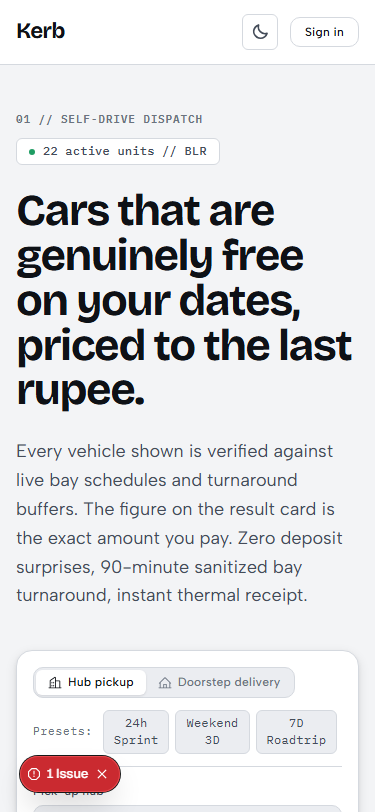 Kerb
Sign in
01 // SELF-DRIVE DISPATCH
22 active units // BLR
Cars that are
genuinely free
on your dates,
priced to the last
rupee.
Every vehicle shown is verified against
live bay schedules and turnaround
buffers. The figure on the result card is
the exact amount you pay. Zero deposit
surprises, 90-minute sanitized bay
turnaround, instant thermal receipt.
Hub pickup
Doorstep delivery
Presets:
24h
Sprint
Weekend
3D
7D
Roadtrip
1 Issue
Pick-up hub